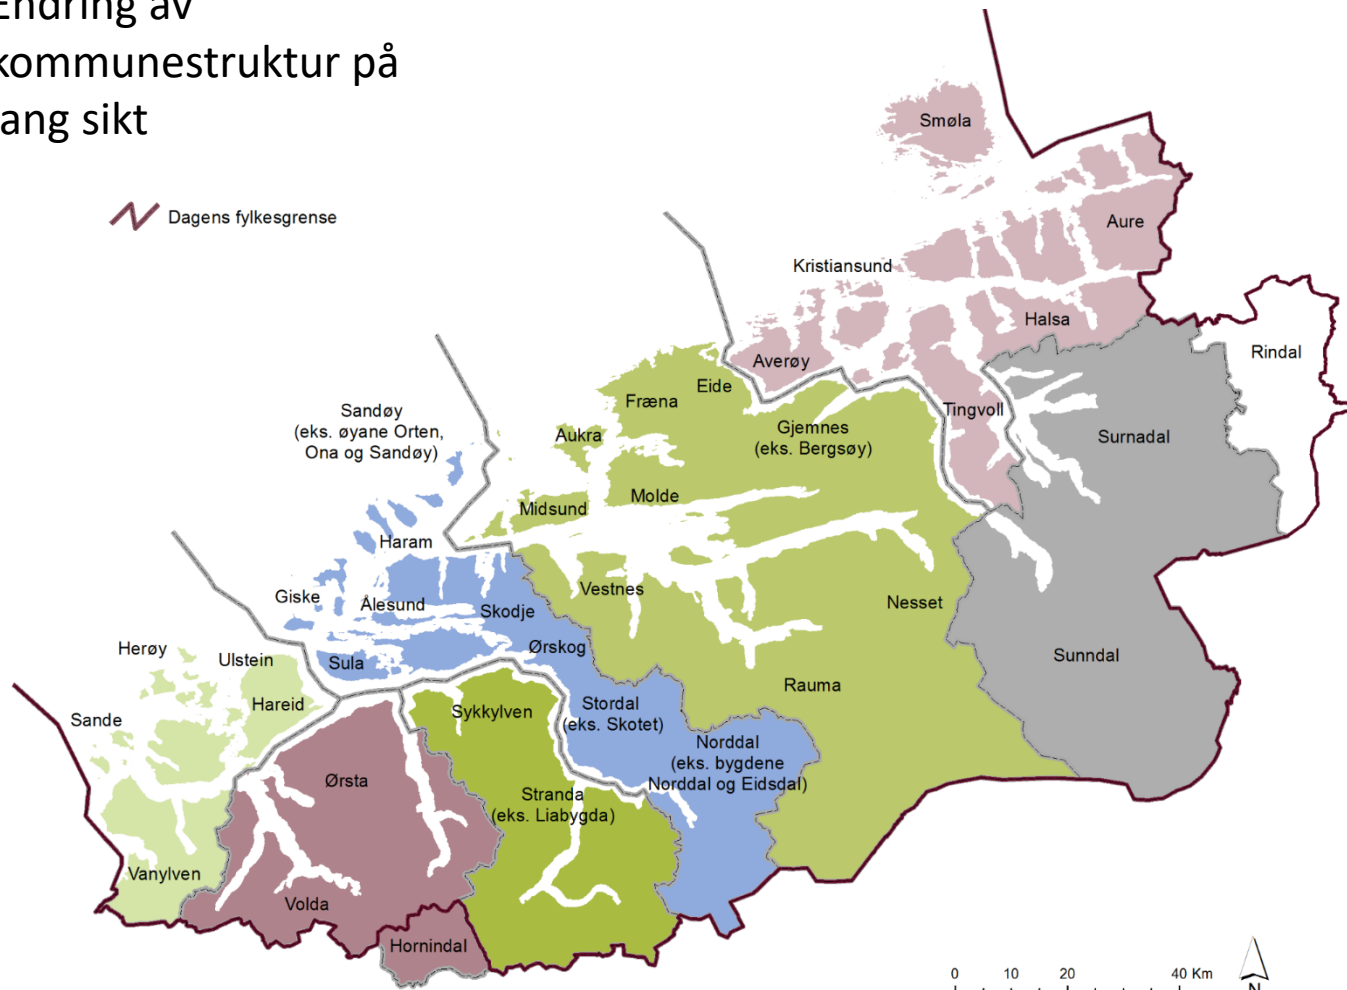 Endring av
kommunestruktur på
lang sikt
Dagens fylkesgrense
Smøla
Aure
Kristiansund
Halsa
Rindal
Averøy
Eide
Fræna
Tingvoll
Sandøy
(eks. øyane Orten,
Ona og Sandøy)
Aukra
Gjemnes
(eks. Bergsøy)
Surnadal
Midsund
Molde
Haram
Vestnes
Giske
Ålesund
Skodje
Nesset
Ørskog
Herøy
Ulstein
Sula
Sunndal
Rauma
Hareid
Sande
Sykkylven
Stordal
(eks. Skotet)
Norddal
(eks. bygdene
Norddal og Eidsdal)
Ørsta
Stranda
(eks. Liabygda)
Vanylven
Volda
Hornindal
0 10 20 40 Km
N